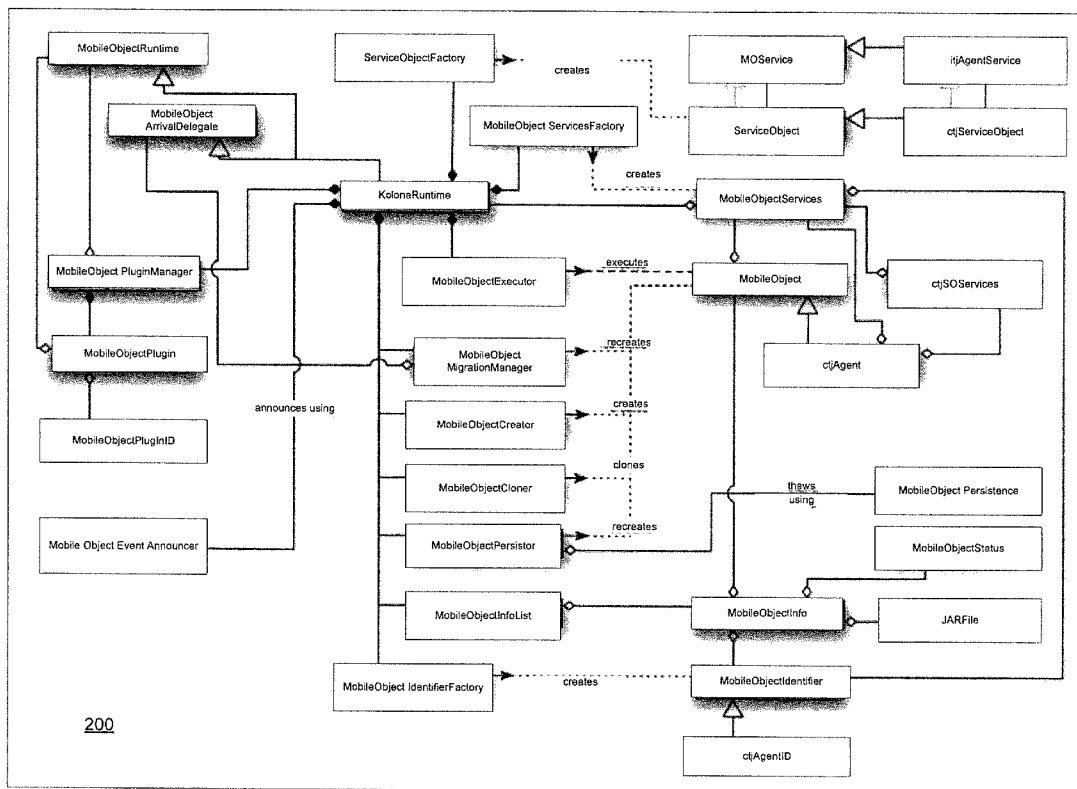 MobileObjectRuntime
ServiceObjectFactory
creates
MOService
itjAgentService
MobileObject
ArrivalDelegate
MobileObject ServicesFactory
ServiceObject
ctjServiceObject
creates
KolonaRuntime
MobileObjectServices
MobileObject PluginManager
MobileObjectExecutor
executes
MobileObject
ctjSOServices
MobileObjectPlugin
MobileObject
MigrationManager
recreates
ctjAgent
announces using
MobileObjectPlugInID
MobileObjectCreator
creates
MobileObjectCloner
clones
thaws
using
MobileObject Persistence
Mobile Object Event Announcer
MobileObjectPersistor
recreates
MobileObjectStatus
MobileObjectInfoList
MobileObjectInfo
JARFile
MobileObject IdentifierFactory
creates
MobileObjectIdentifier
200
ctjAgentID